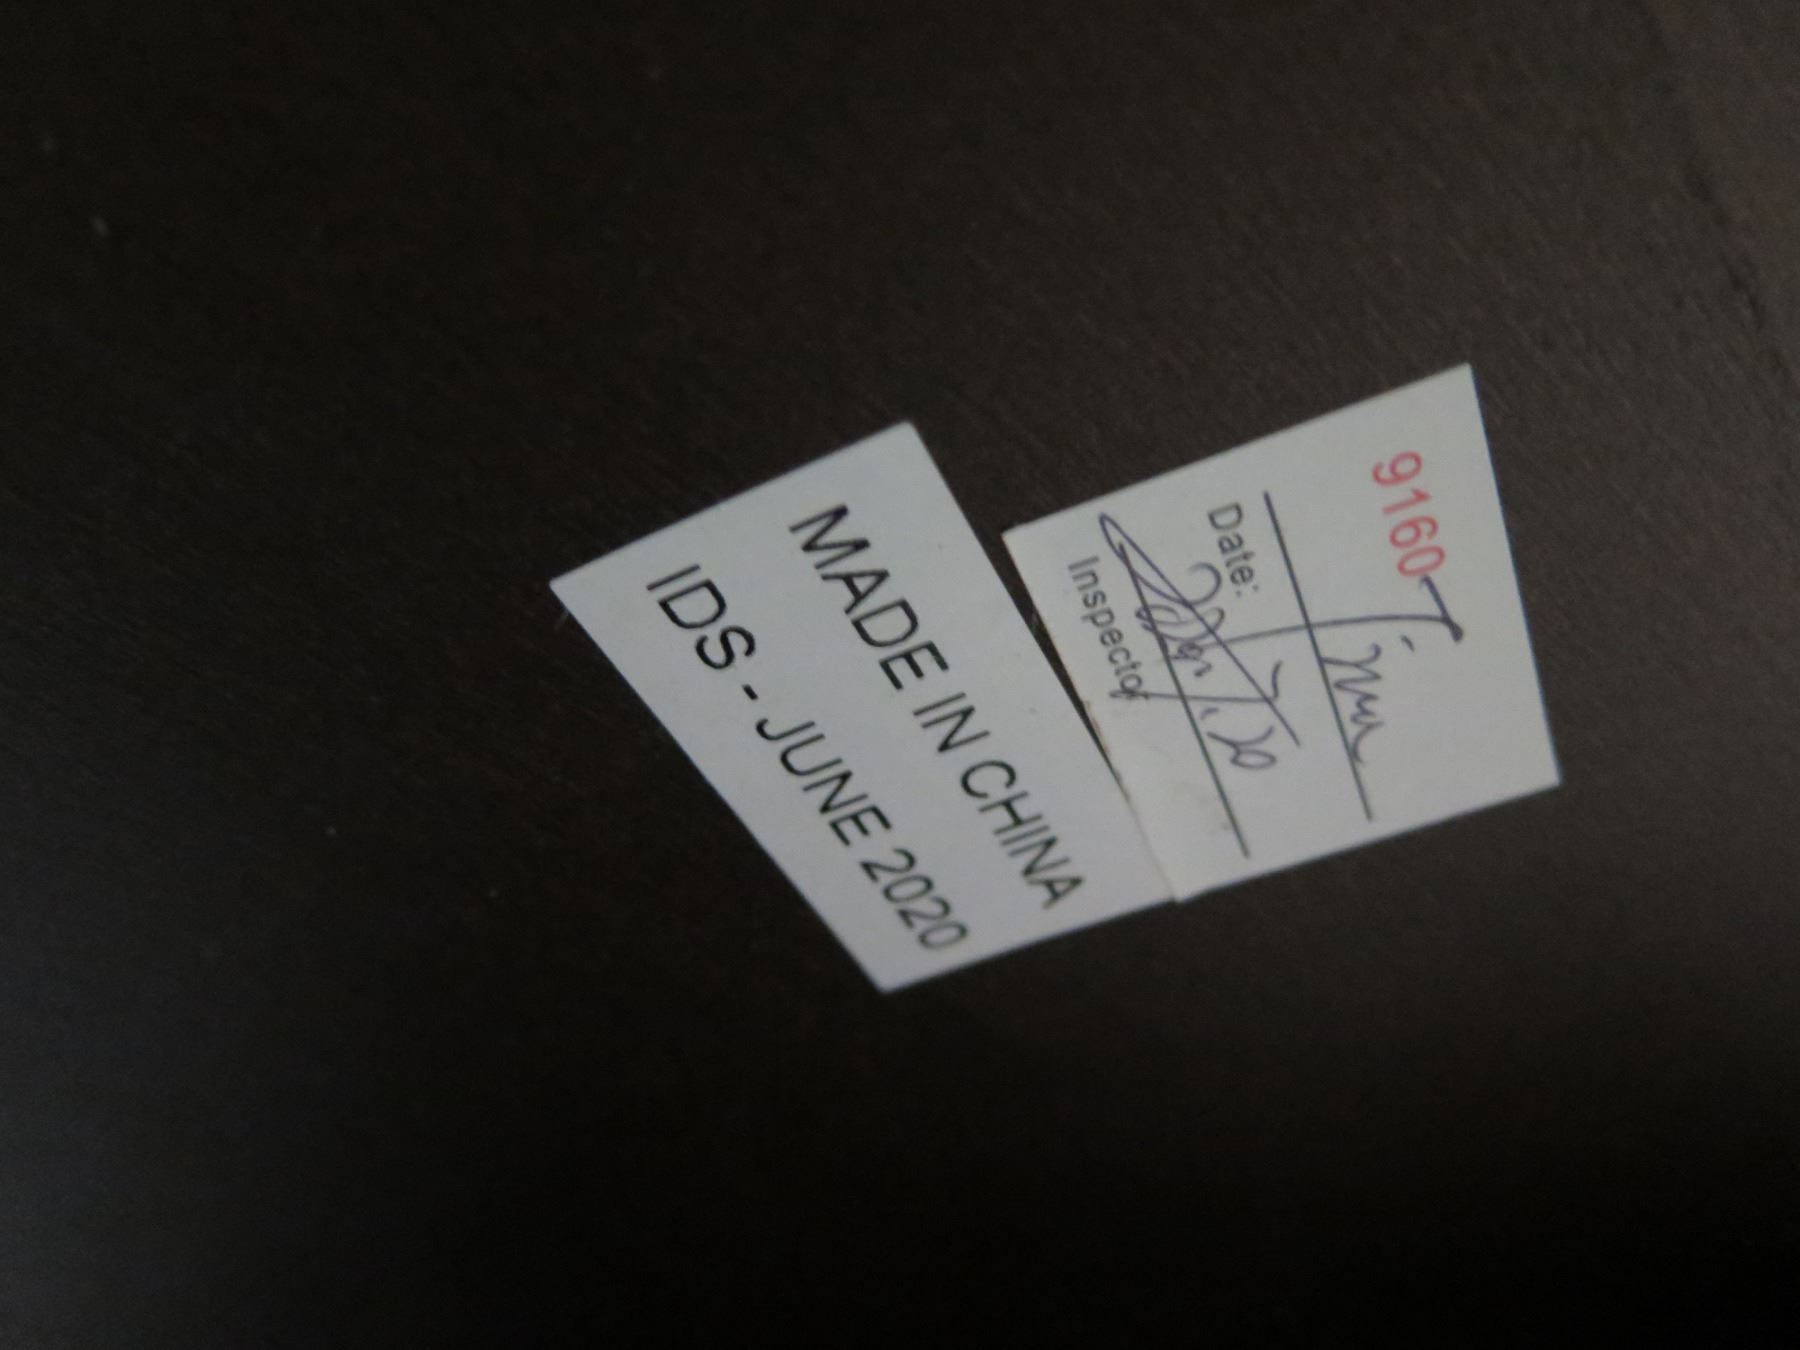 9160
Date:
Inspector
MADE IN CHINA
IDS - JUNE 2020